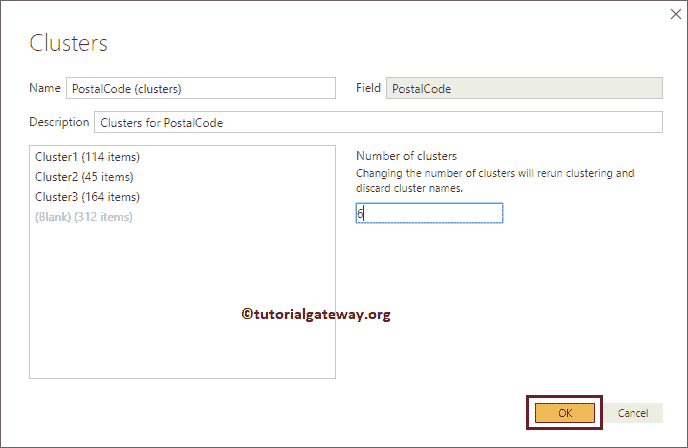 Clusters
Name PostalCode (clusters) Field PostalCode
Description Clusters for PostalCode
Cluster1 (114 items)
Cluster2 (45 items)
Cluster3 (164 items)
(Blank) (312 items)
Number of clusters
Changing the number of clusters will rerun clustering and
discard cluster names.
6
©tutorialgateway.org
OK Cancel